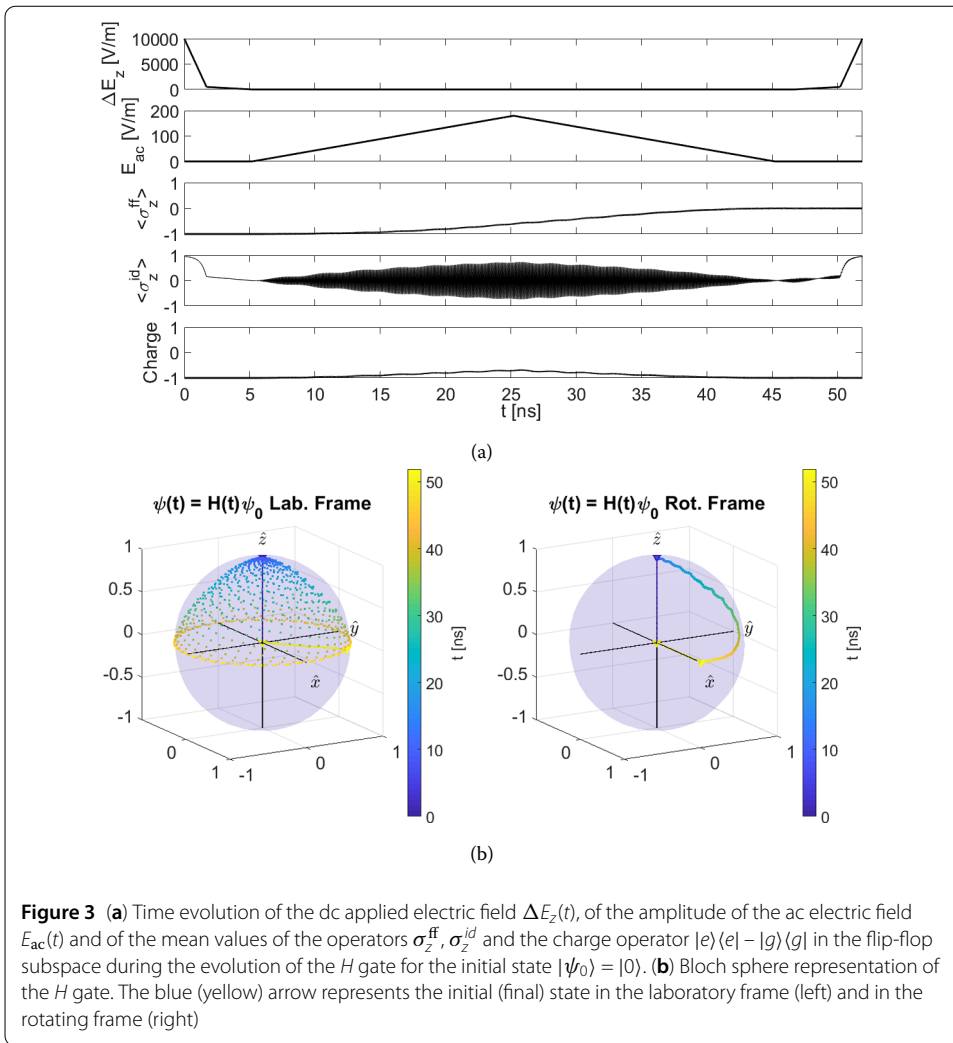 10000
5000
0
ΔE_z [V/m]
200
100
0
E_ac [V/m]
1
0
-1
<σ_z^ff>
1
0
-1
<σ_z^id>
1
0
-1
Charge
0 5 10 15 20 25 30 35 40 45 50
t [ns]
(a)
ψ(t) = H(t)ψ_0 Lab. Frame
ẑ
ŷ
x̂
1
0.5
0
-0.5
-1
0
1 -1
0
1
50
40
30
20
10
0
t [ns]
ψ(t) = H(t)ψ_0 Rot. Frame
ẑ
ŷ
x̂
1
0.5
0
-0.5
-1
0
1 -1
0
1
50
40
30
20
10
0
t [ns]
(b)
Figure 3 (a) Time evolution of the dc applied electric field ΔE_z(t), of the amplitude of the ac electric field
E_ac(t) and of the mean values of the operators σ_z^ff, σ_z^id and the charge operator |e⟩⟨e| – |g⟩⟨g| in the flip-flop
subspace during the evolution of the H gate for the initial state |ψ_0⟩ = |0⟩. (b) Bloch sphere representation of
the H gate. The blue (yellow) arrow represents the initial (final) state in the laboratory frame (left) and in the
rotating frame (right)